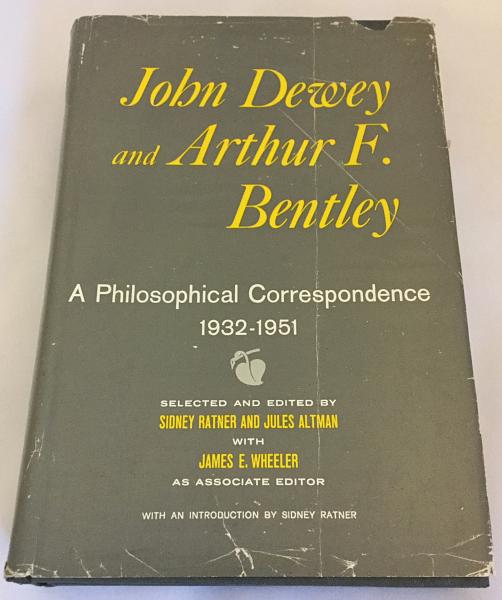 John Dewey
and Arthur F.
Bentley
A Philosophical Correspondence
1932-1951
SELECTED AND EDITED BY
SIDNEY RATNER AND JULES ALTMAN
WITH
JAMES E. WHEELER
AS ASSOCIATE EDITOR
WITH AN INTRODUCTION BY SIDNEY RATNER